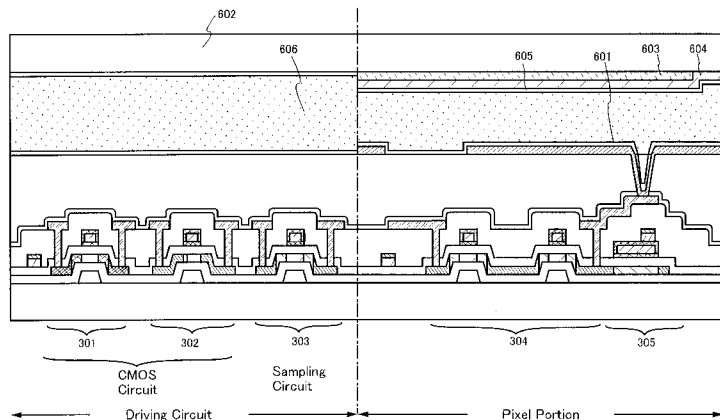 602
606
605
601
603
604
301
302
303
304
305
CMOS
Circuit
Sampling
Circuit
Driving Circuit
Pixel Portion